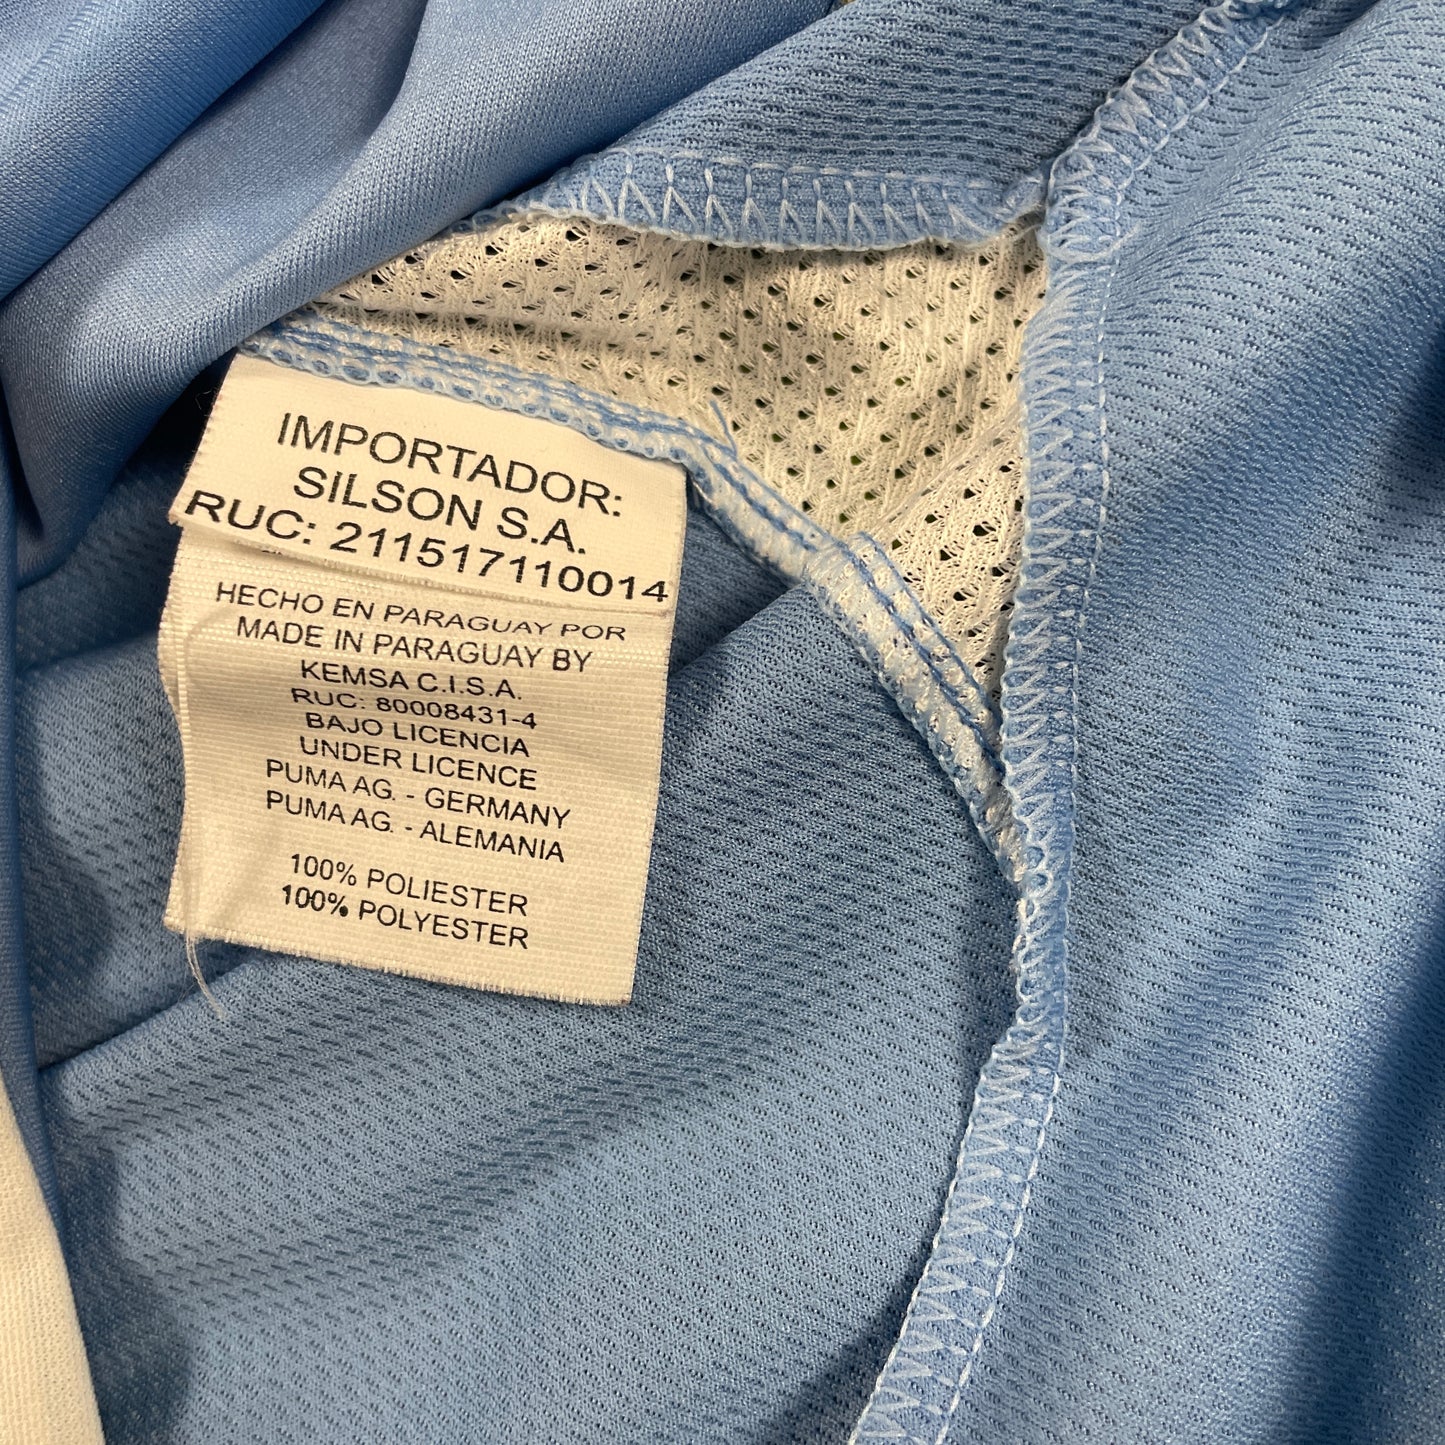 IMPORTADOR:
SILSON S.A.
RUC: 211517110014
HECHO EN PARAGUAY POR
MADE IN PARAGUAY BY
KEMSA C.I.S.A.
RUC: 80008431-4
BAJO LICENCIA
UNDER LICENCE
PUMA AG. - GERMANY
PUMA AG. - ALEMANIA
100% POLIESTER
100% POLYESTER